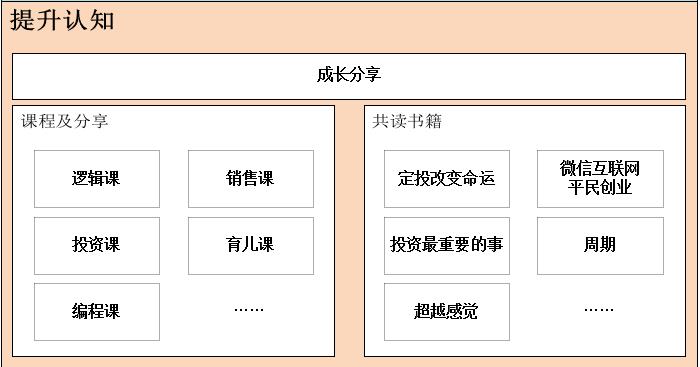 提升认知
成长分享
课程及分享
逻辑课
销售课
投资课
育儿课
编程课
……
共读书籍
定投改变命运
微信互联网
平民创业
投资最重要的事
周期
超越感觉
……